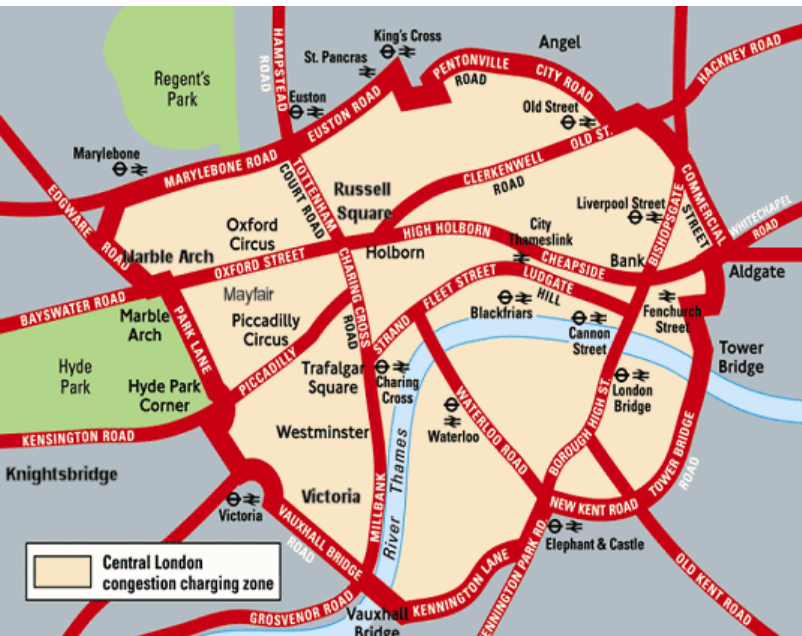 King's Cross
Angel
St. Pancras
HAMPSTEAD
ROAD
PENTONVILLE
ROAD
CITY ROAD
HACKNEY ROAD
Regent's
Park
Euston
EUSTON ROAD
Old Street
OLD ST.
Marylebone
MARYLEBONE ROAD
TOTTENHAM
COURT ROAD
CLERKENWELL
ROAD
COMMERCIAL
STREET
EDGWARE
ROAD
Russell
Square
Liverpool Street
BISHOPSGATE
WHITECHAPEL
ROAD
Oxford
Circus
HIGH HOLBORN
City
Thameslink
Marble Arch
OXFORD STREET
Holborn
CHEAPSIDE
Bank
Aldgate
BAYSWATER ROAD
Mayfair
CHARING CROSS
ROAD
FLEET STREET
LUDGATE
HILL
Marble
Arch
PARK LANE
Piccadilly
Circus
STRAND
Blackfriars
Fenchurch
Street
Cannon
Street
Hyde
Park
PICCADILLY
Trafalgar
Square
Charing
Cross
Tower
Bridge
Hyde Park
Corner
London
Bridge
WATERLOO ROAD
Waterloo
BOROUGH HIGH ST.
KENSINGTON ROAD
Westminster
TOWER BRIDGE
ROAD
Knightsbridge
Victoria
MILLBANK
River Thames
NEW KENT ROAD
Victoria
VAUXHALL BRIDGE
ROAD
Elephant & Castle
Central London
congestion charging zone
KENNINGTON LANE
ENNINGTON PARK RD.
OLD KENT ROAD
GROSVENOR ROAD
Vauxhall
Bridge